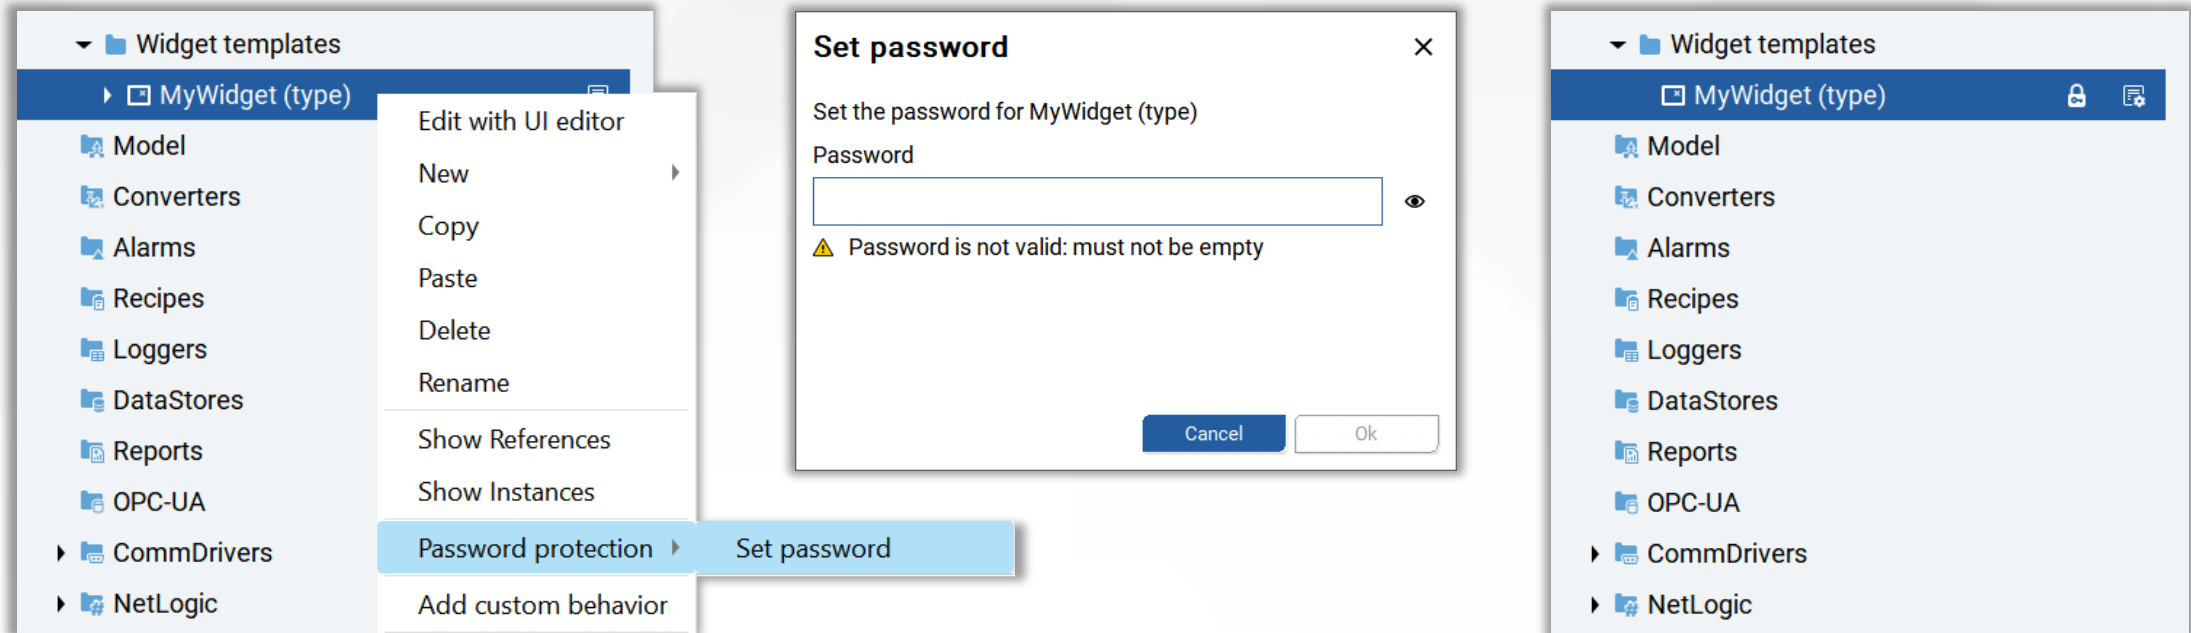 Widget templates
MyWidget (type)
Model
Converters
Alarms
Recipes
Loggers
DataStores
Reports
OPC-UA
CommDrivers
NetLogic
Edit with UI editor
New
Copy
Paste
Delete
Rename
Show References
Show Instances
Password protection
Set password
Add custom behavior
Set password
Set the password for MyWidget (type)
Password
Password is not valid: must not be empty
Cancel
Ok
Widget templates
MyWidget (type)
Model
Converters
Alarms
Recipes
Loggers
DataStores
Reports
OPC-UA
CommDrivers
NetLogic